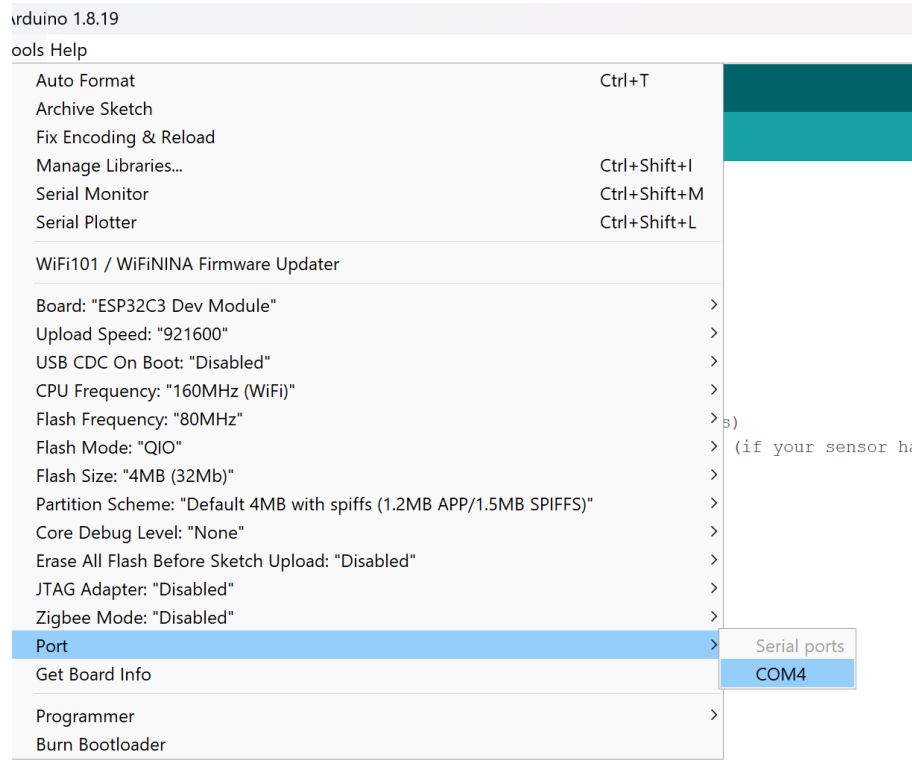 rduino 1.8.19
ools Help
Auto Format Ctrl+T
Archive Sketch
Fix Encoding & Reload
Manage Libraries... Ctrl+Shift+I
Serial Monitor Ctrl+Shift+M
Serial Plotter Ctrl+Shift+L
WiFi101 / WiFiNINA Firmware Updater
Board: "ESP32C3 Dev Module"
Upload Speed: "921600"
USB CDC On Boot: "Disabled"
CPU Frequency: "160MHz (WiFi)"
Flash Frequency: "80MHz"
s)
Flash Mode: "QIO"
(if your sensor ha
Flash Size: "4MB (32Mb)"
Partition Scheme: "Default 4MB with spiffs (1.2MB APP/1.5MB SPIFFS)"
Core Debug Level: "None"
Erase All Flash Before Sketch Upload: "Disabled"
JTAG Adapter: "Disabled"
Zigbee Mode: "Disabled"
Port
Serial ports
COM4
Get Board Info
Programmer
Burn Bootloader